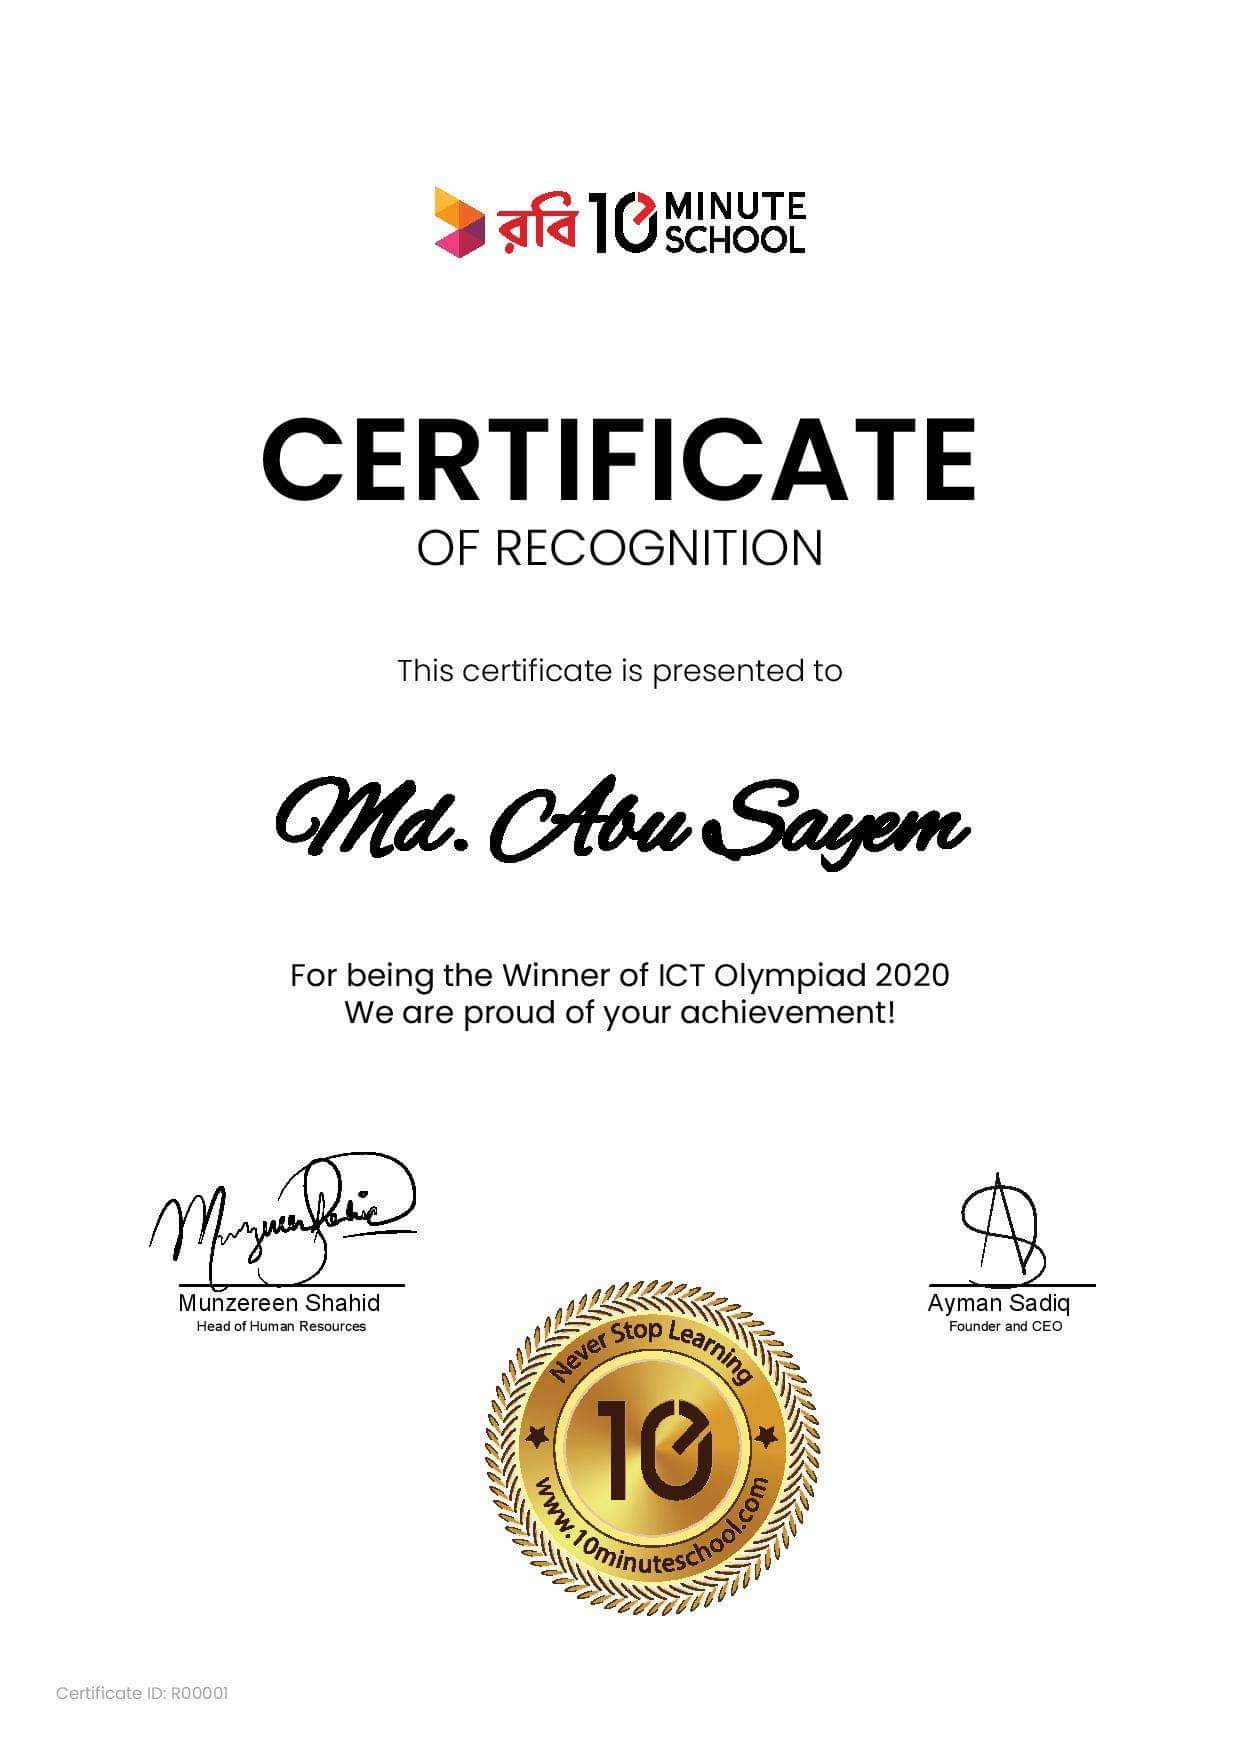 রবি 10 MINUTE SCHOOL
CERTIFICATE
OF RECOGNITION
This certificate is presented to
Md. Abu Sayem
For being the Winner of ICT Olympiad 2020
We are proud of your achievement!
Munzereen Shahid
Head of Human Resources
Ayman Sadiq
Founder and CEO
Never Stop Learning
10
www.10minuteschool.com
Certificate ID: R00001